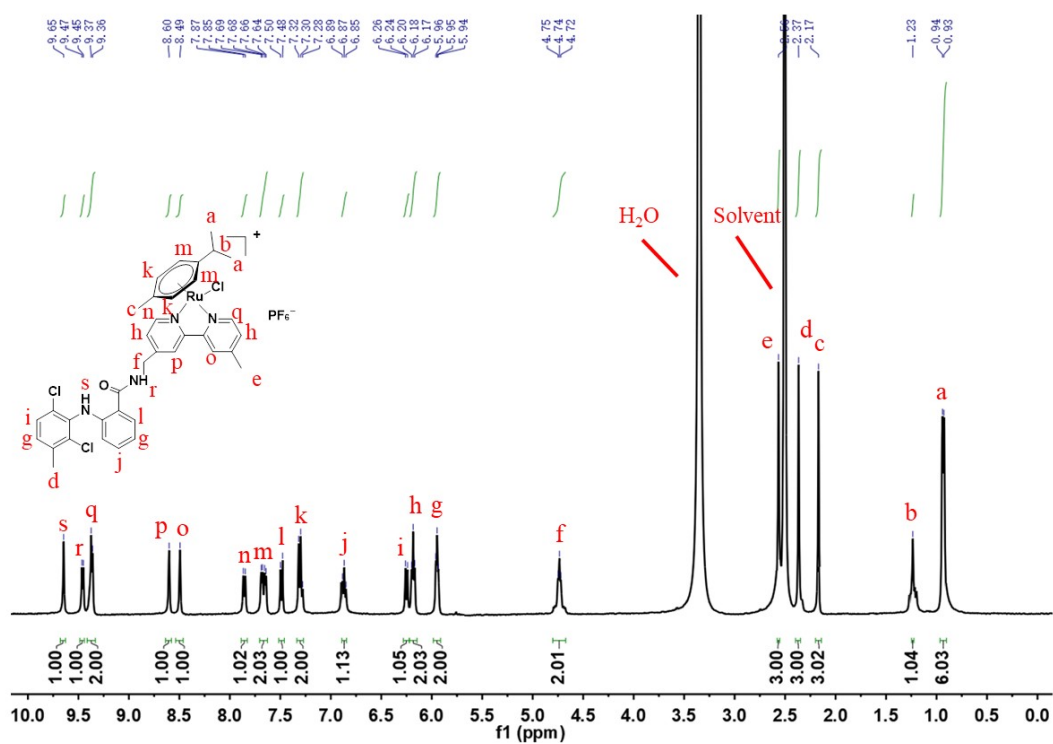 9.65 9.47 9.45 9.37 9.36 8.60 8.49 7.87 7.85 7.69 7.68 7.66 7.64 7.50 7.48 7.32 7.30 7.28 6.89 6.87 6.85 6.26 6.24 6.20 6.18 6.17 5.96 5.95 5.94 4.75 4.74 4.72 2.37 2.17 1.23 0.94 0.93
H₂O Solvent
a
b
a
m
m
k
k
c
+
Ru Cl
PF₆⁻
n N N q
h h
f p o
e
O NH
r
s
H
N
Cl
Cl
i l
g g
j
d
s r q p o n m l k j i h g f e d c b a
1.00 1.00 2.00 1.00 1.00 1.02 2.03 1.00 2.00 1.13 1.05 2.03 2.00 2.01 3.00 3.00 3.02 1.04 6.03
10.0 9.5 9.0 8.5 8.0 7.5 7.0 6.5 6.0 5.5 5.0 4.5 4.0 3.5 3.0 2.5 2.0 1.5 1.0 0.5 0.0
f1 (ppm)